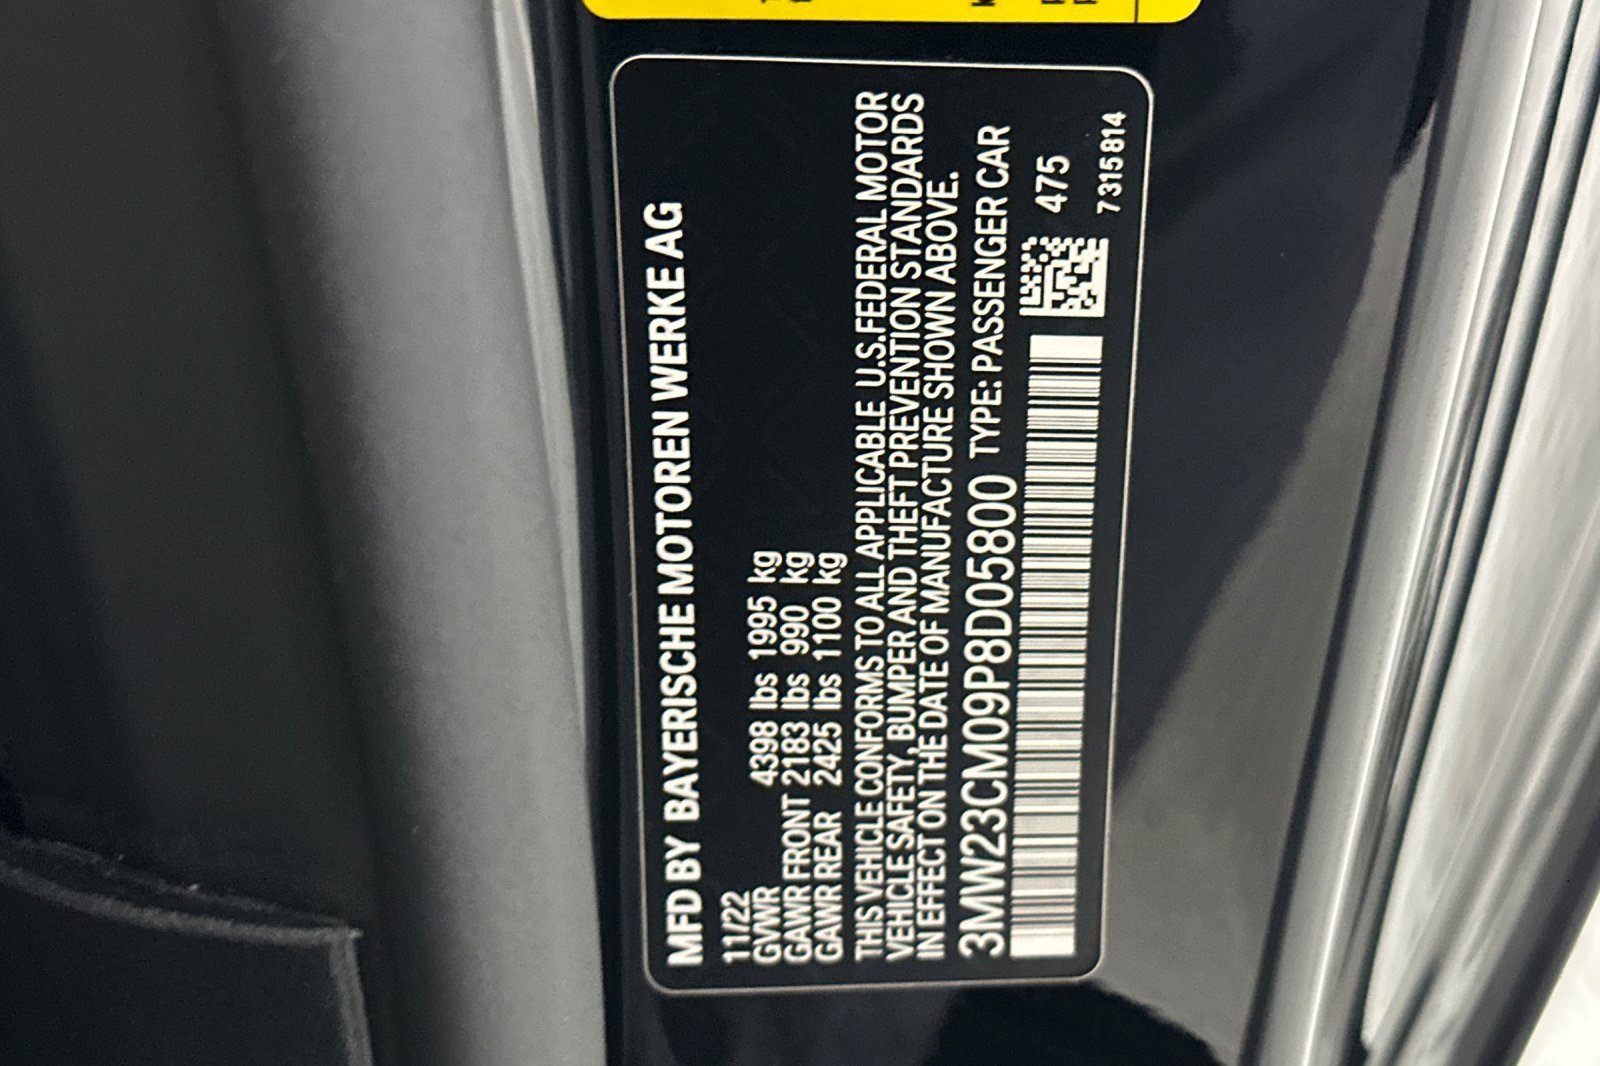 MFD BY BAYERISCHE MOTOREN WERKE AG
11/22
GVWR 4398 lbs 1995 kg
GAWR FRONT 2183 lbs 990 kg
GAWR REAR 2425 lbs 1100 kg
THIS VEHICLE CONFORMS TO ALL APPLICABLE U.S.FEDERAL MOTOR
VEHICLE SAFETY, BUMPER AND THEFT PREVENTION STANDARDS
IN EFFECT ON THE DATE OF MANUFACTURE SHOWN ABOVE.
3MW23CM09P8D05800 TYPE: PASSENGER CAR
475
7315814